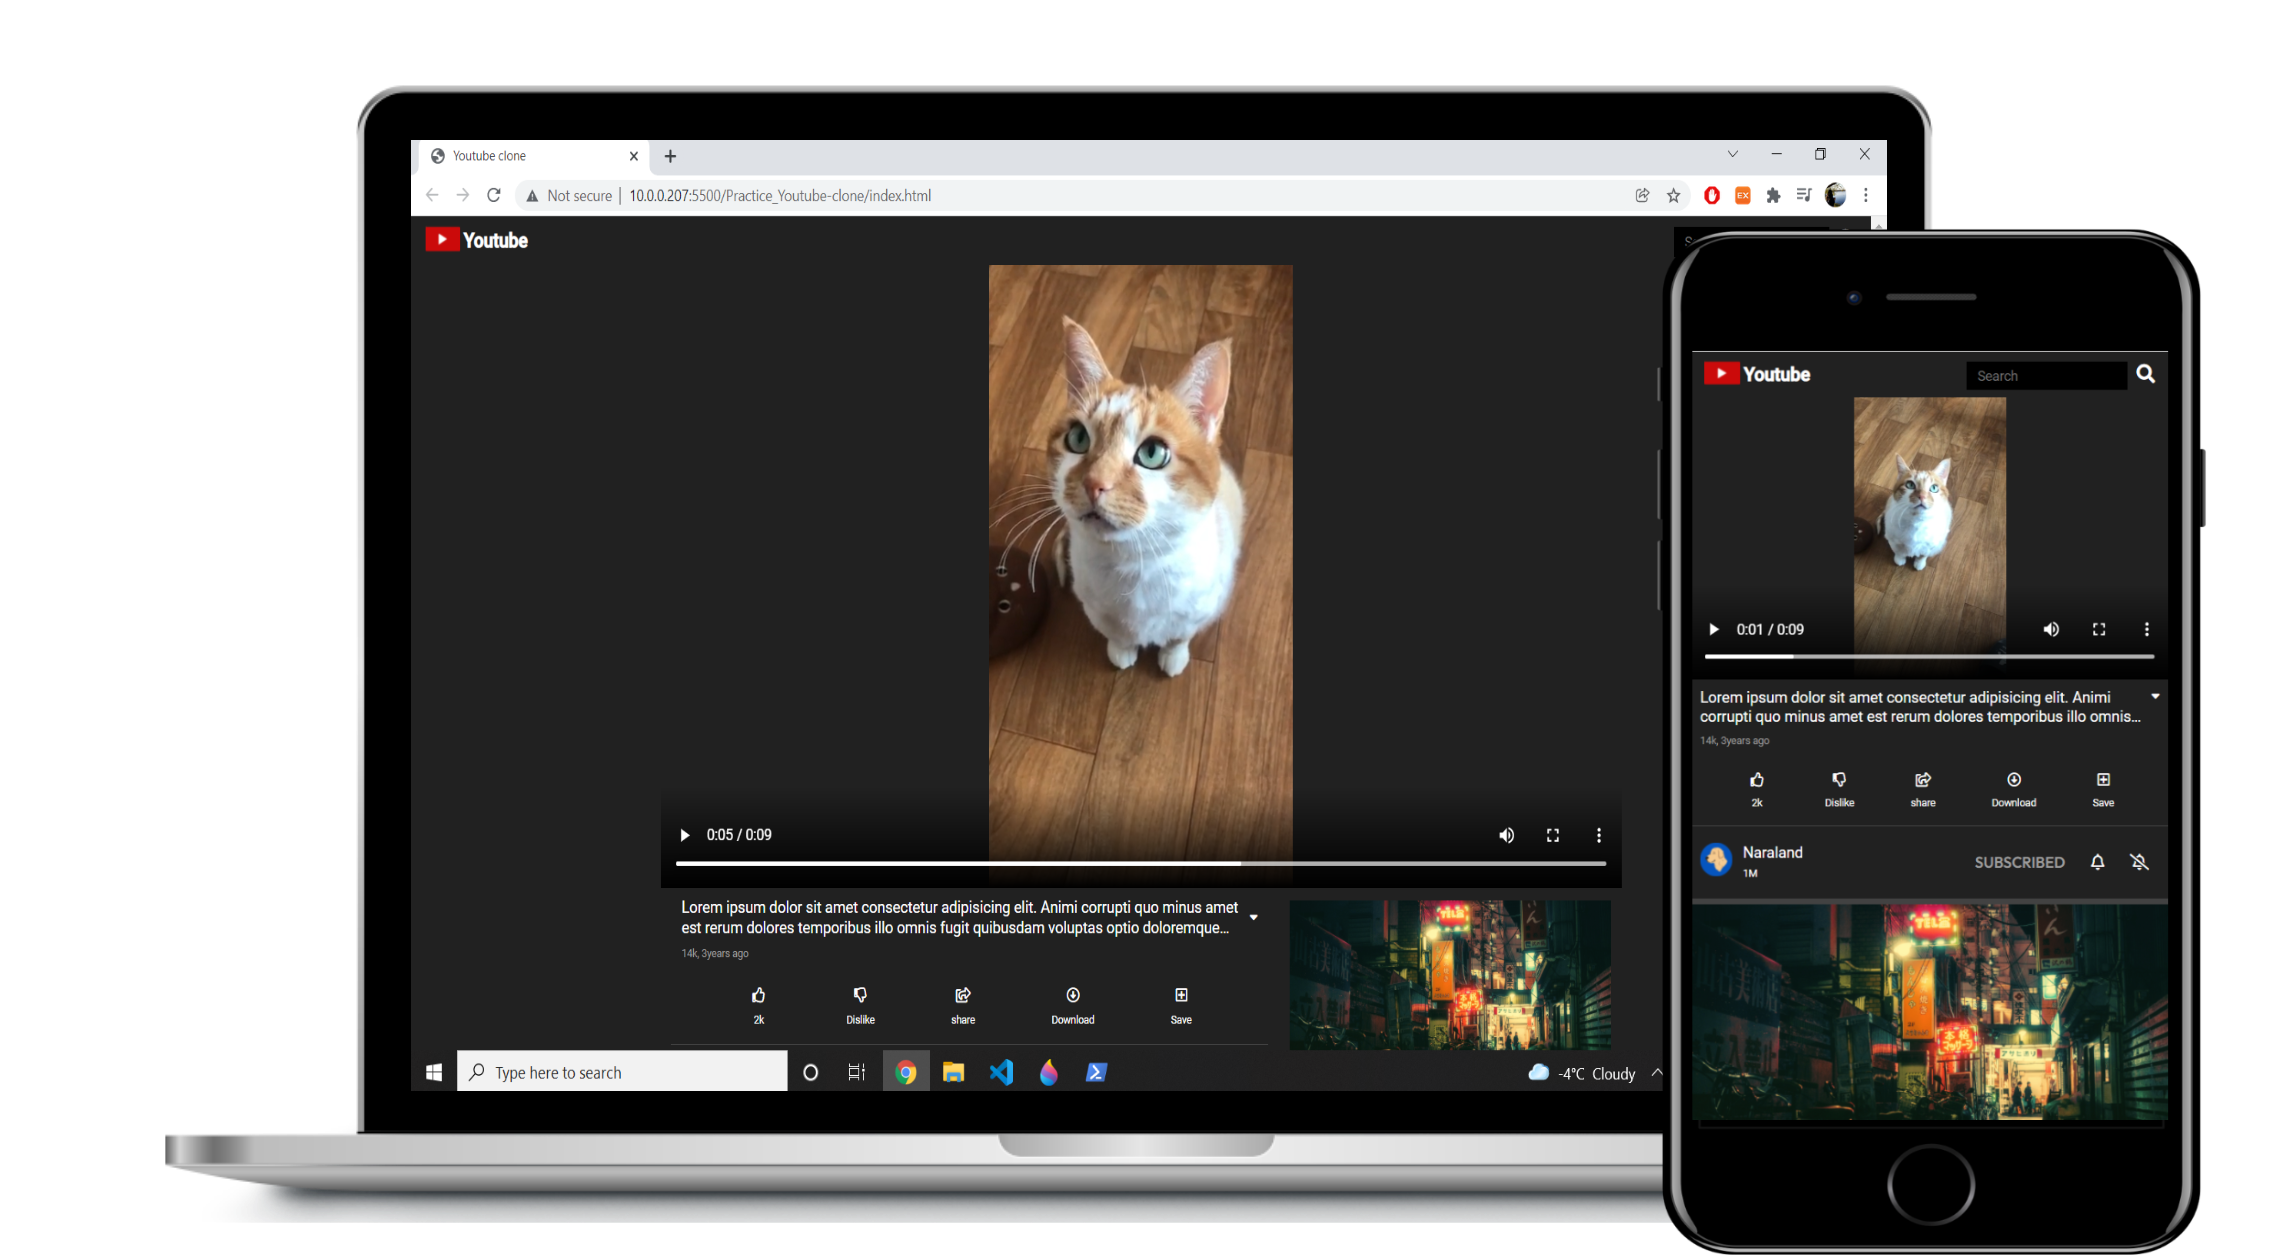 Youtube clone
Not secure | 10.0.0.207:5500/Practice_Youtube-clone/index.html
EX
Youtube
0:05 / 0:09
Lorem ipsum dolor sit amet consectetur adipisicing elit. Animi corrupti quo minus amet
est rerum dolores temporibus illo omnis fugit quibusdam voluptas optio doloremque...
14k, 3years ago
2k
Dislike
share
Download
Save
Type here to search
-4°C Cloudy
Youtube
Search
0:01 / 0:09
Lorem ipsum dolor sit amet consectetur adipisicing elit. Animi
corrupti quo minus amet est rerum dolores temporibus illo omnis...
14k, 3years ago
2k
Dislike
share
Download
Save
Naraland
1M
SUBSCRIBED